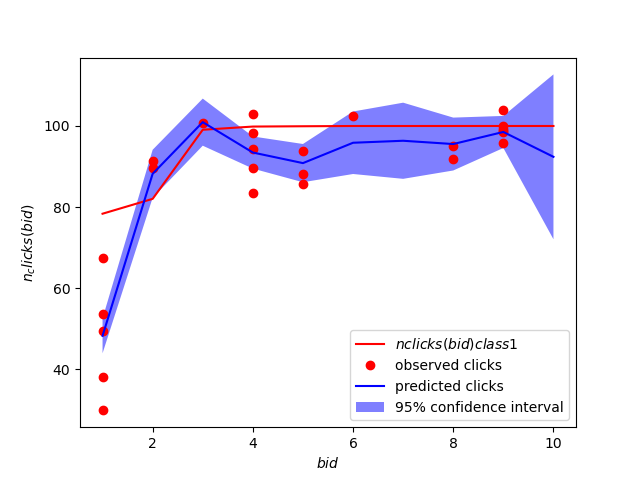 100
80
60
40
n_clicks(bid)
2
4
6
8
10
bid
nclicks(bid)class1
observed clicks
predicted clicks
95% confidence interval